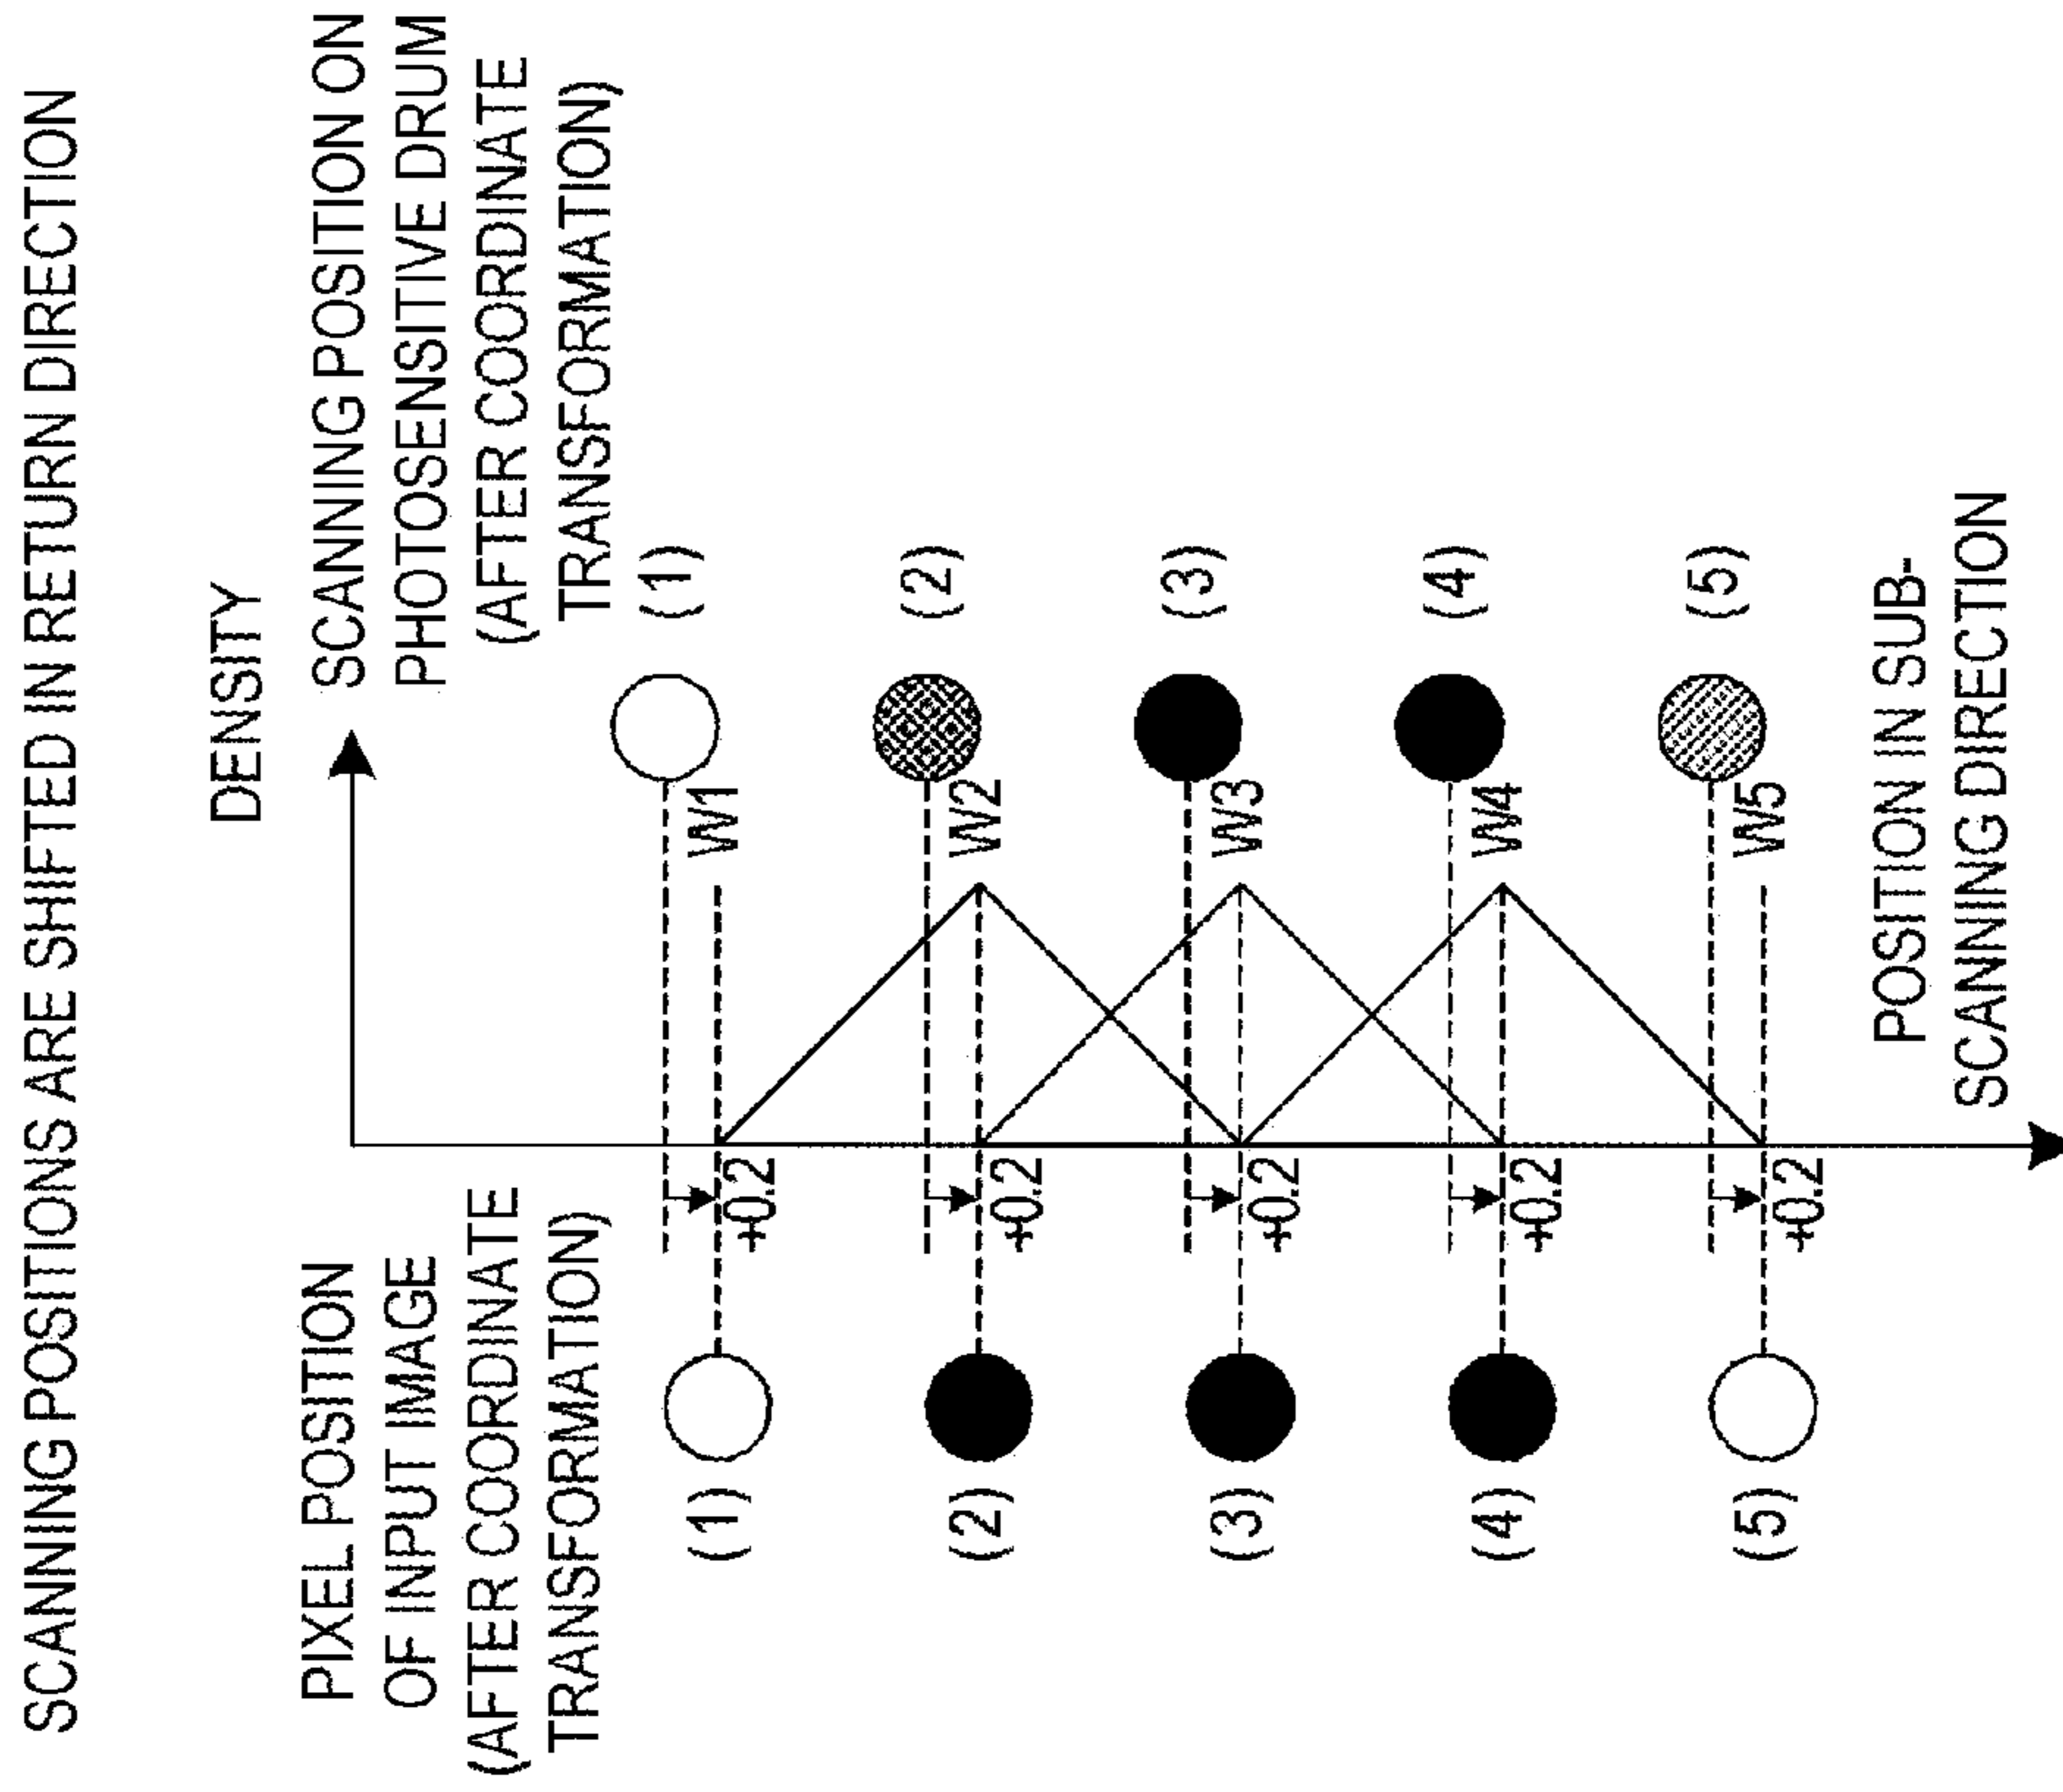 SCANNING POSITIONS ARE SHIFTED IN RETURN DIRECTION
DENSITY
PIXEL POSITION
OF INPUT IMAGE
(AFTER COORDINATE
TRANSFORMATION)
SCANNING POSITION ON
PHOTOSENSITIVE DRUM
(AFTER COORDINATE
TRANSFORMATION)
(1) +0.2 W1 (1)
(2) +0.2 W2 (2)
(3) +0.2 W3 (3)
(4) +0.2 W4 (4)
(5) +0.2 W5 (5)
POSITION IN SUB-
SCANNING DIRECTION